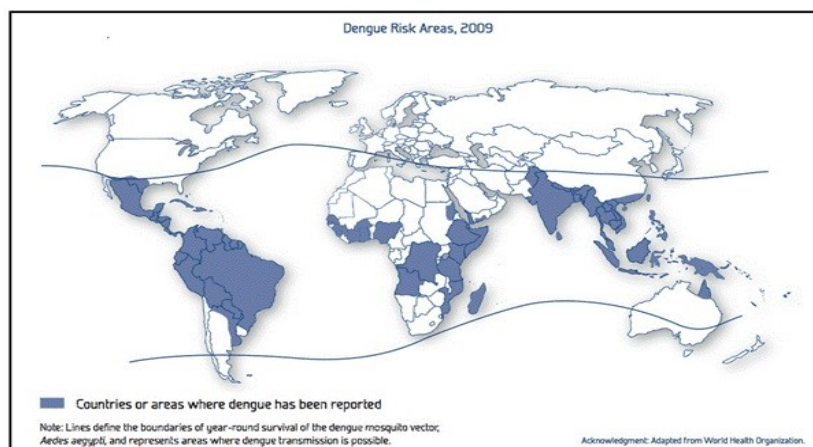 Dengue Risk Areas, 2009
Countries or areas where dengue has been reported
Note: Lines define the boundaries of year-round survival of the dengue mosquito vector,
Aedes aegypti, and represents areas where dengue transmission is possible.
Acknowledgment: Adapted from World Health Organization.